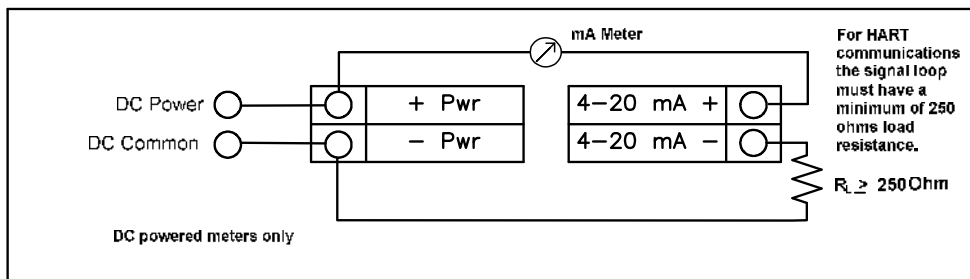 mA Meter
For HART
communications
the signal loop
must have a
minimum of 250
ohms load
resistance.
DC Power
+ Pwr
4-20 mA +
DC Common
- Pwr
4-20 mA -
RL ≥ 250 Ohm
DC powered meters only